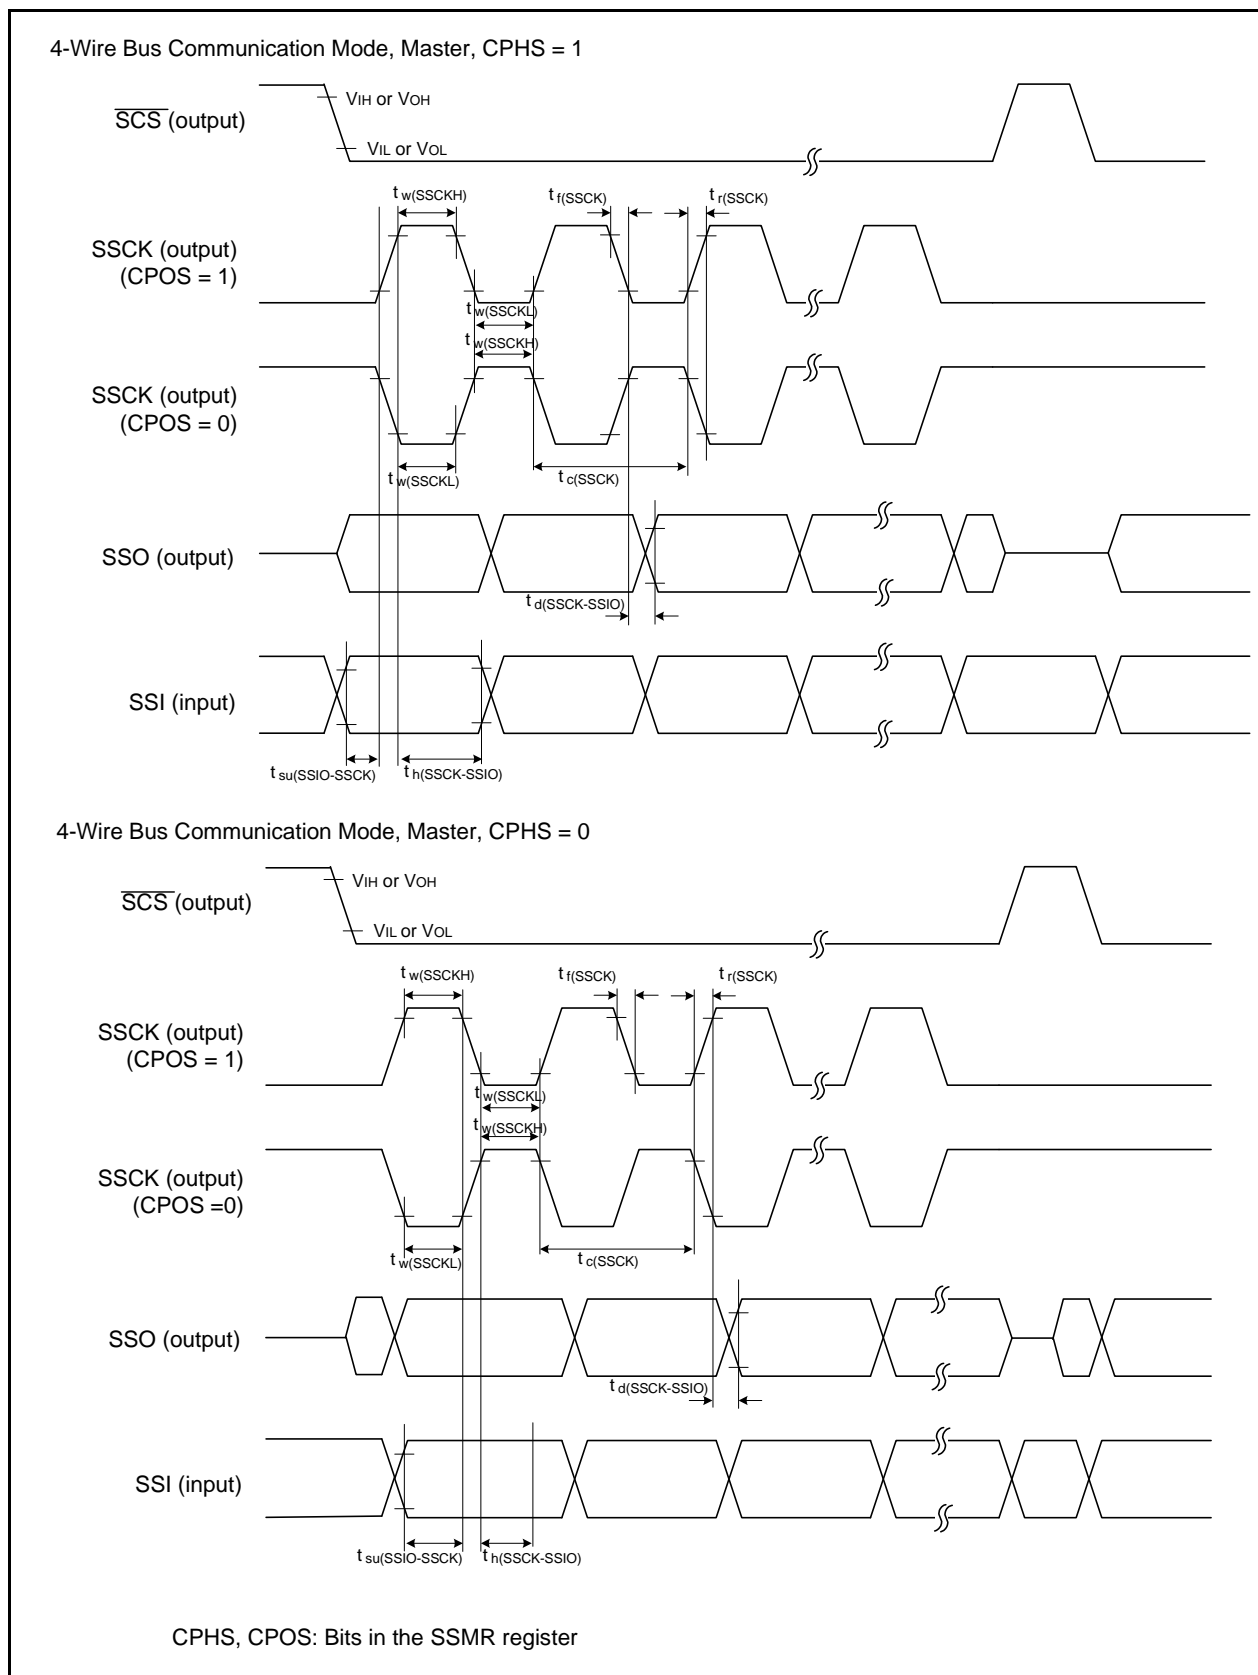 4-Wire Bus Communication Mode, Master, CPHS = 1
SCS (output)
VIH or VOH
VIL or VOL
tw(SSCKH)
tf(SSCK)
tr(SSCK)
SSCK (output)
(CPOS = 1)
tw(SSCKL)
tw(SSCKH)
SSCK (output)
(CPOS = 0)
tw(SSCKL)
tc(SSCK)
SSO (output)
td(SSCK-SSIO)
SSI (input)
tsu(SSIO-SSCK)
th(SSCK-SSIO)
4-Wire Bus Communication Mode, Master, CPHS = 0
SCS (output)
VIH or VOH
VIL or VOL
tw(SSCKH)
tf(SSCK)
tr(SSCK)
SSCK (output)
(CPOS = 1)
tw(SSCKL)
tw(SSCKH)
SSCK (output)
(CPOS =0)
tw(SSCKL)
tc(SSCK)
SSO (output)
td(SSCK-SSIO)
SSI (input)
tsu(SSIO-SSCK)
th(SSCK-SSIO)
CPHS, CPOS: Bits in the SSMR register